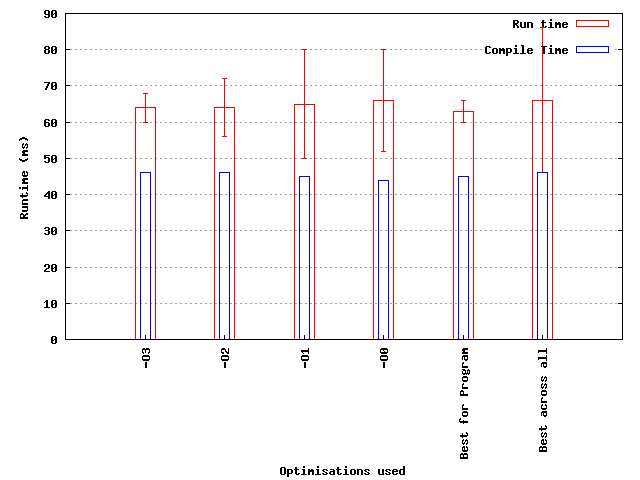 90
80
70
60
50
40
30
20
10
0
Runtime (ms)
Run time
Compile Time
-O3
-O2
-O1
-O0
Best for Program
Best across all
Optimisations used